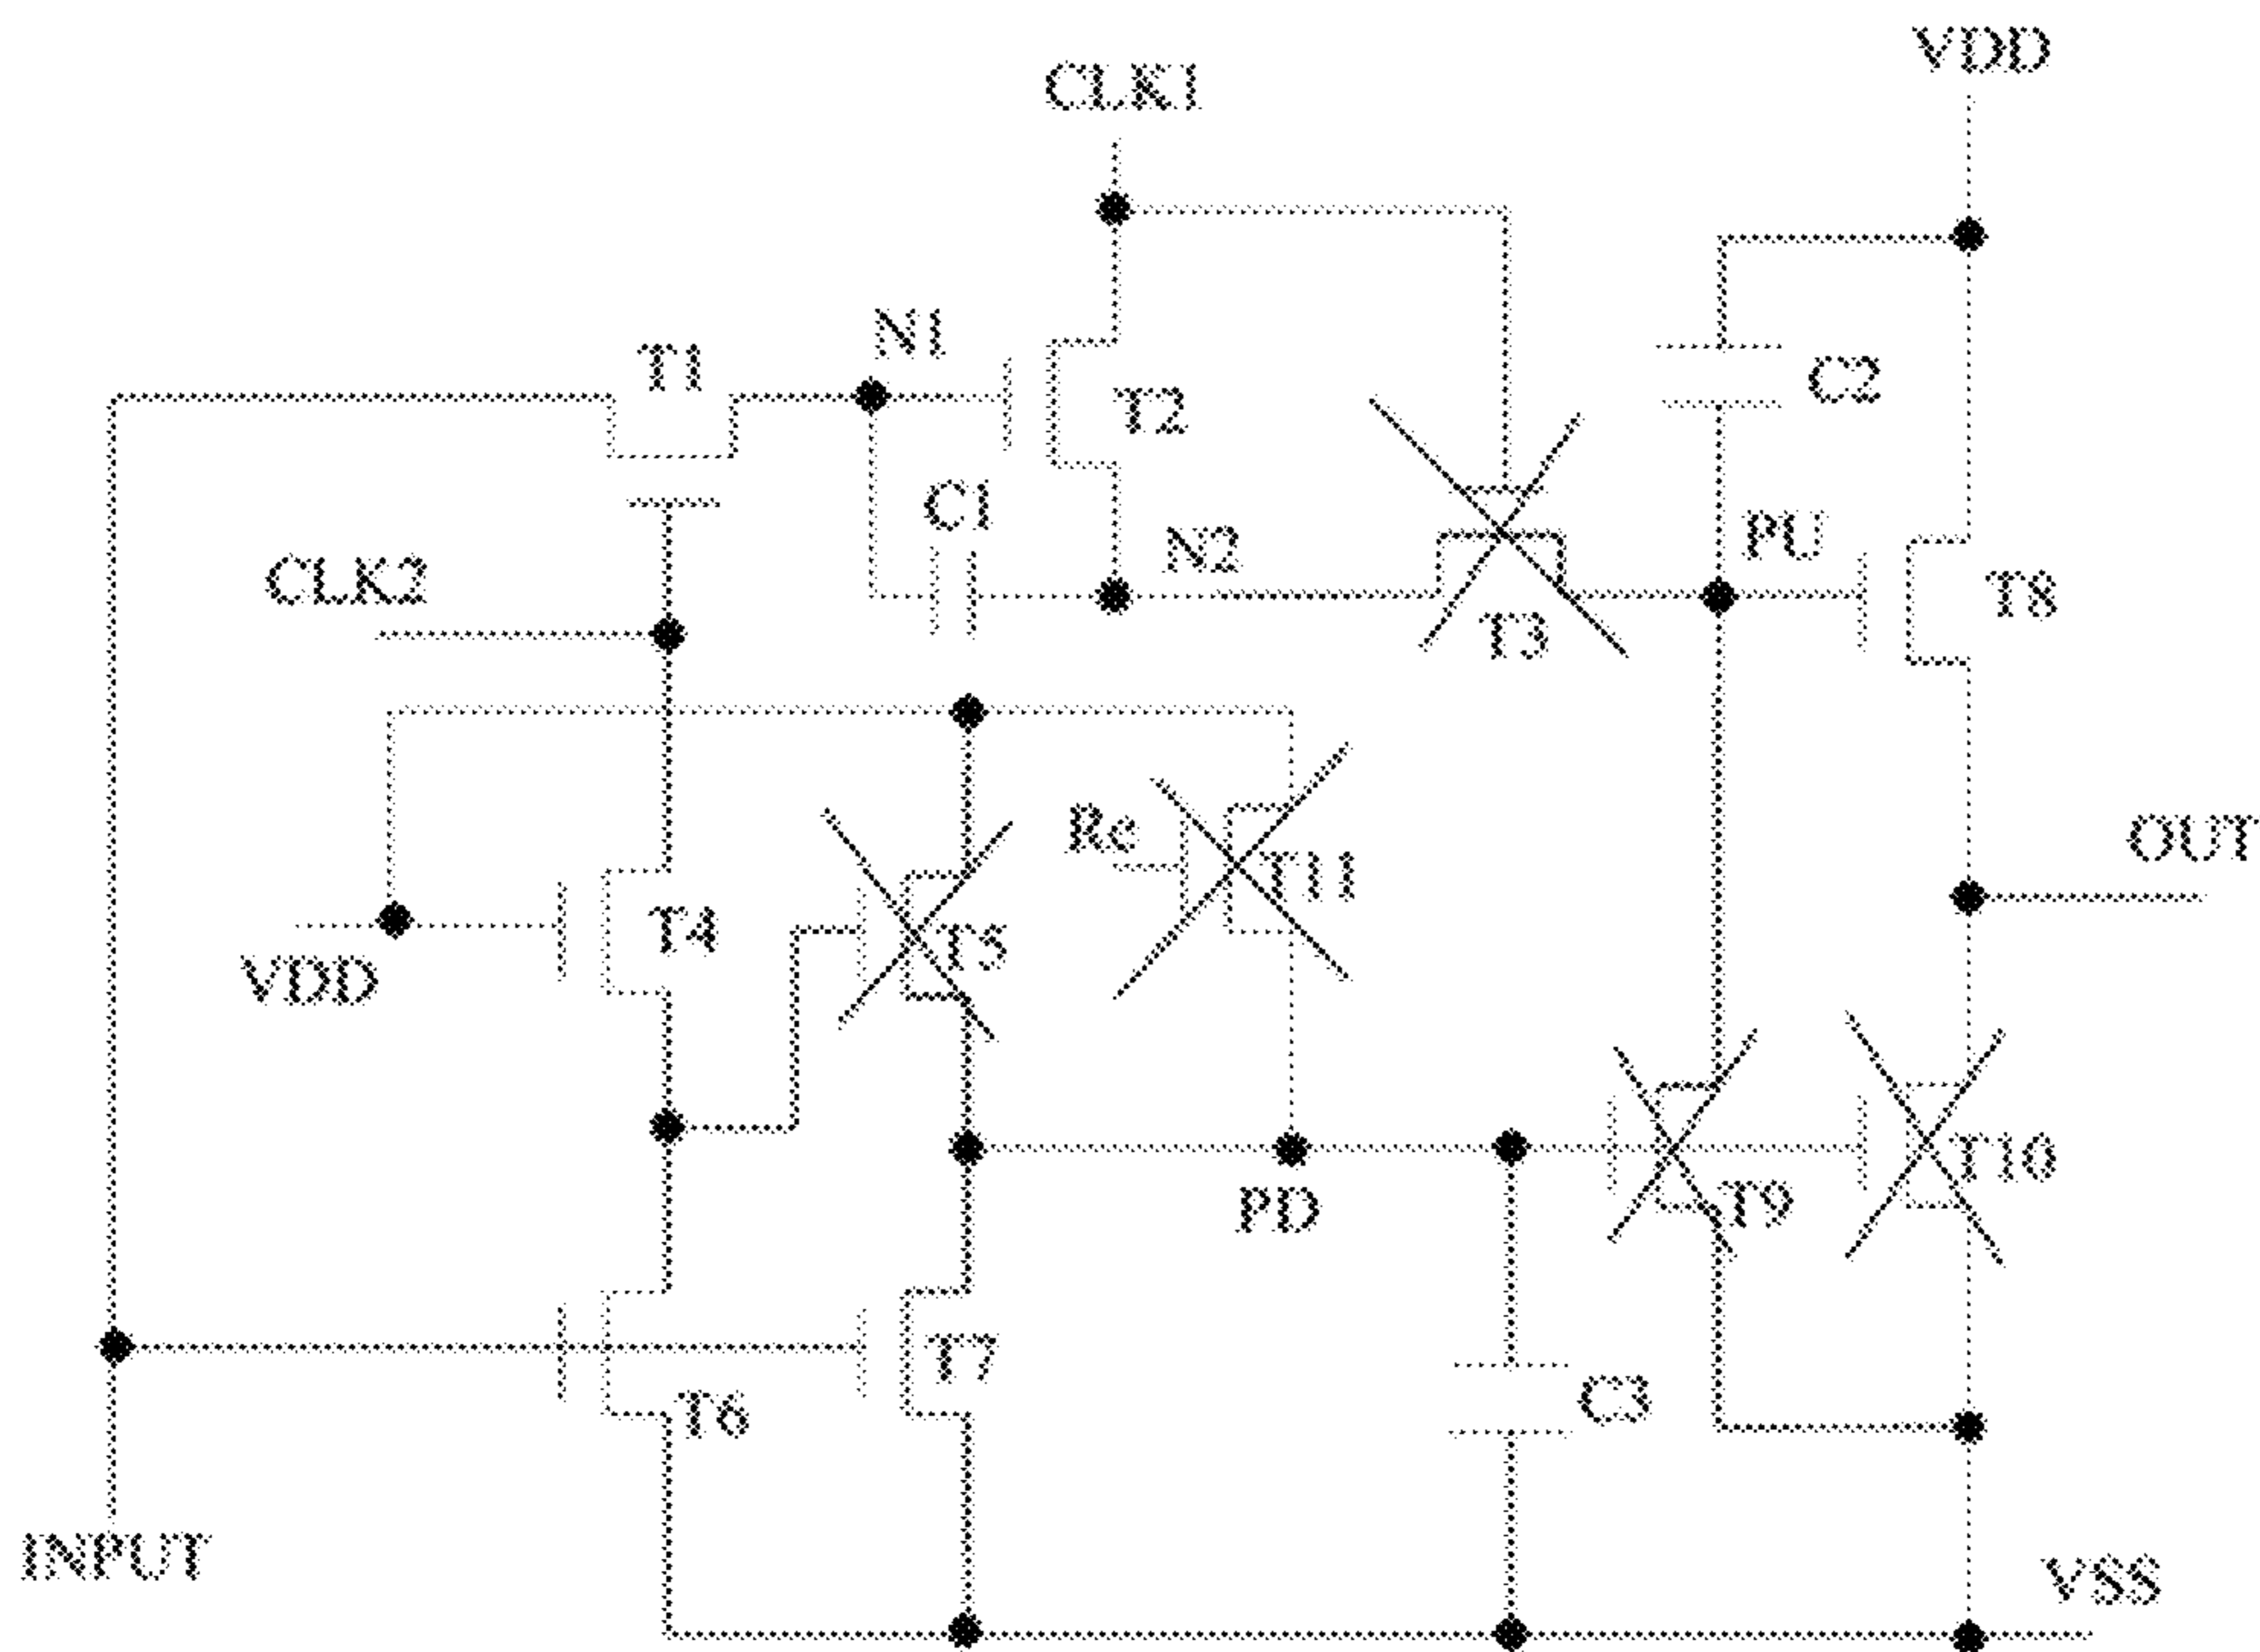 VDD
CLK1
N1
T1
C2
T2
C1
PU
N2
CLK2
T8
T3
OUT
Re
T11
T4
T5
VDD
T10
T9
PD
T7
C3
T6
INPUT
VSS